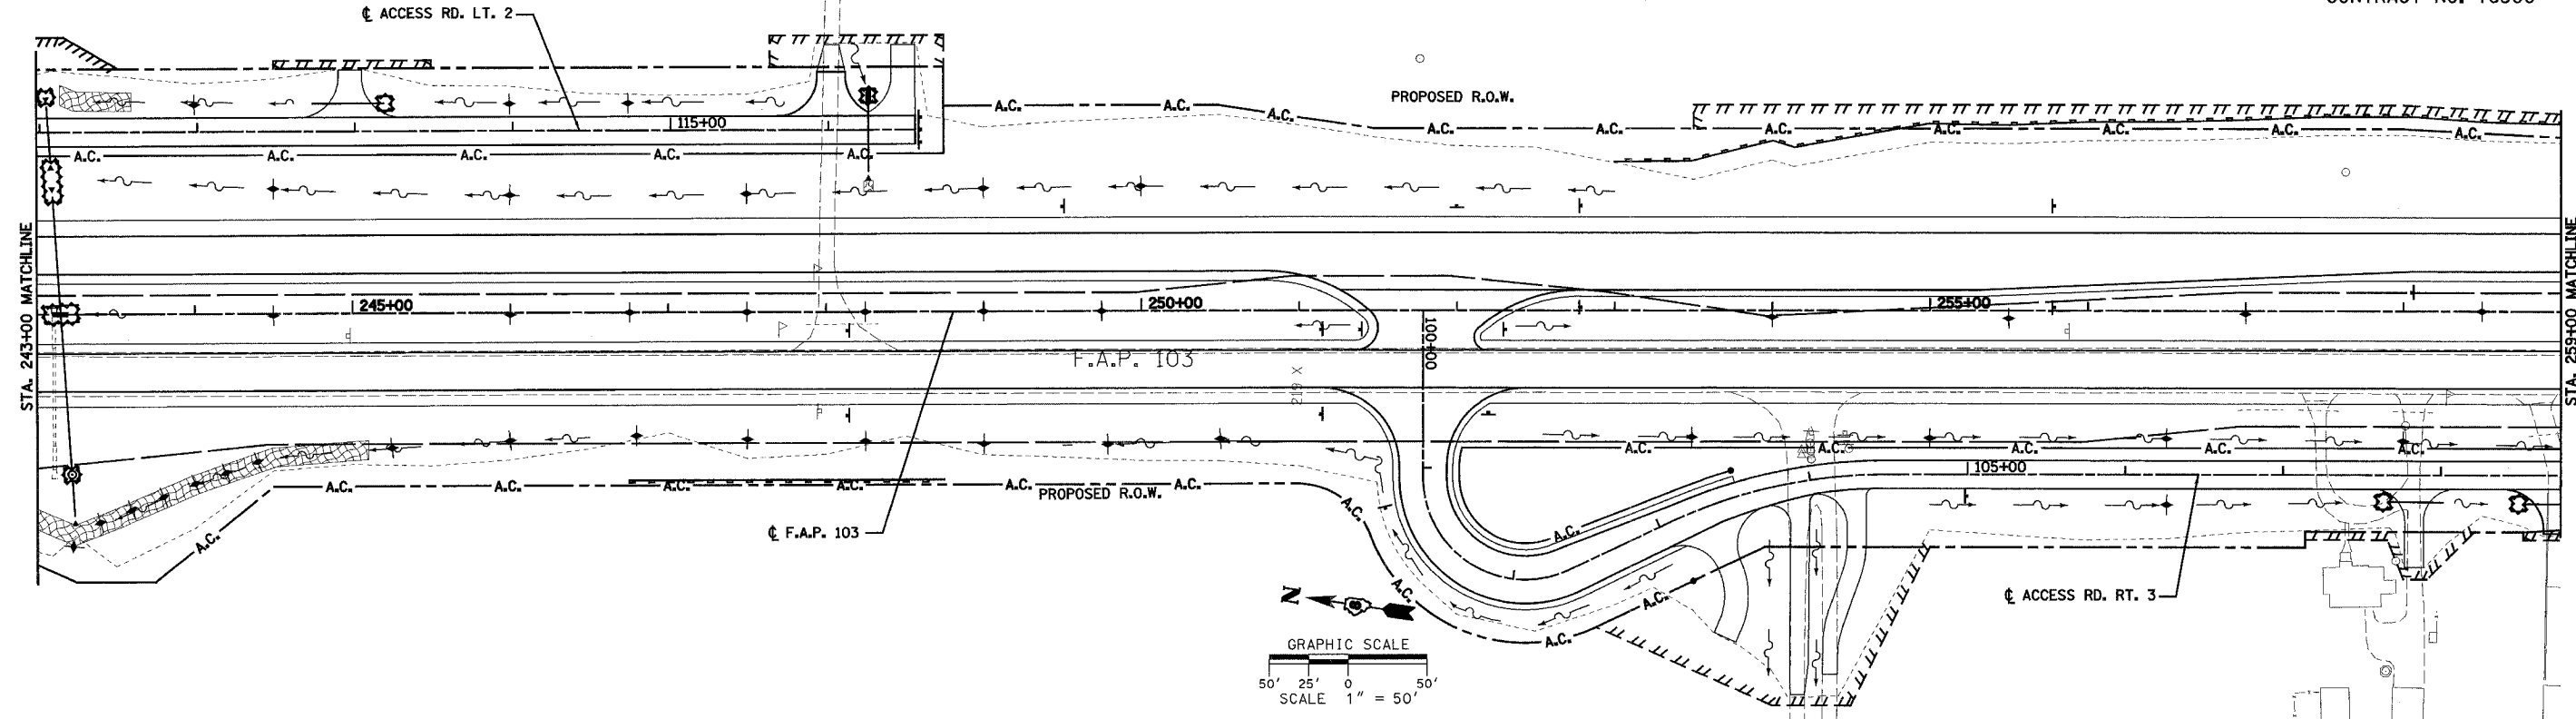 ℄ ACCESS RD. LT. 2
115+00
A.C. A.C. A.C. A.C. A.C.
A.C. A.C. A.C. A.C. A.C. A.C. A.C. A.C. A.C. A.C.
PROPOSED R.O.W.
STA. 243+00 MATCHLINE
STA. 259+00 MATCHLINE
245+00
250+00
255+00
100+00
F.A.P. 103
219 X
A.C. A.C. A.C. A.C. A.C.
105+00
A.C. A.C. A.C. A.C. A.C. A.C.
PROPOSED R.O.W.
A.C.
A.C.
A.C.
℄ F.A.P. 103
A.C.
A.C.
A.C.
℄ ACCESS RD. RT. 3
N
GRAPHIC SCALE
50' 25' 0 50'
SCALE 1" = 50'